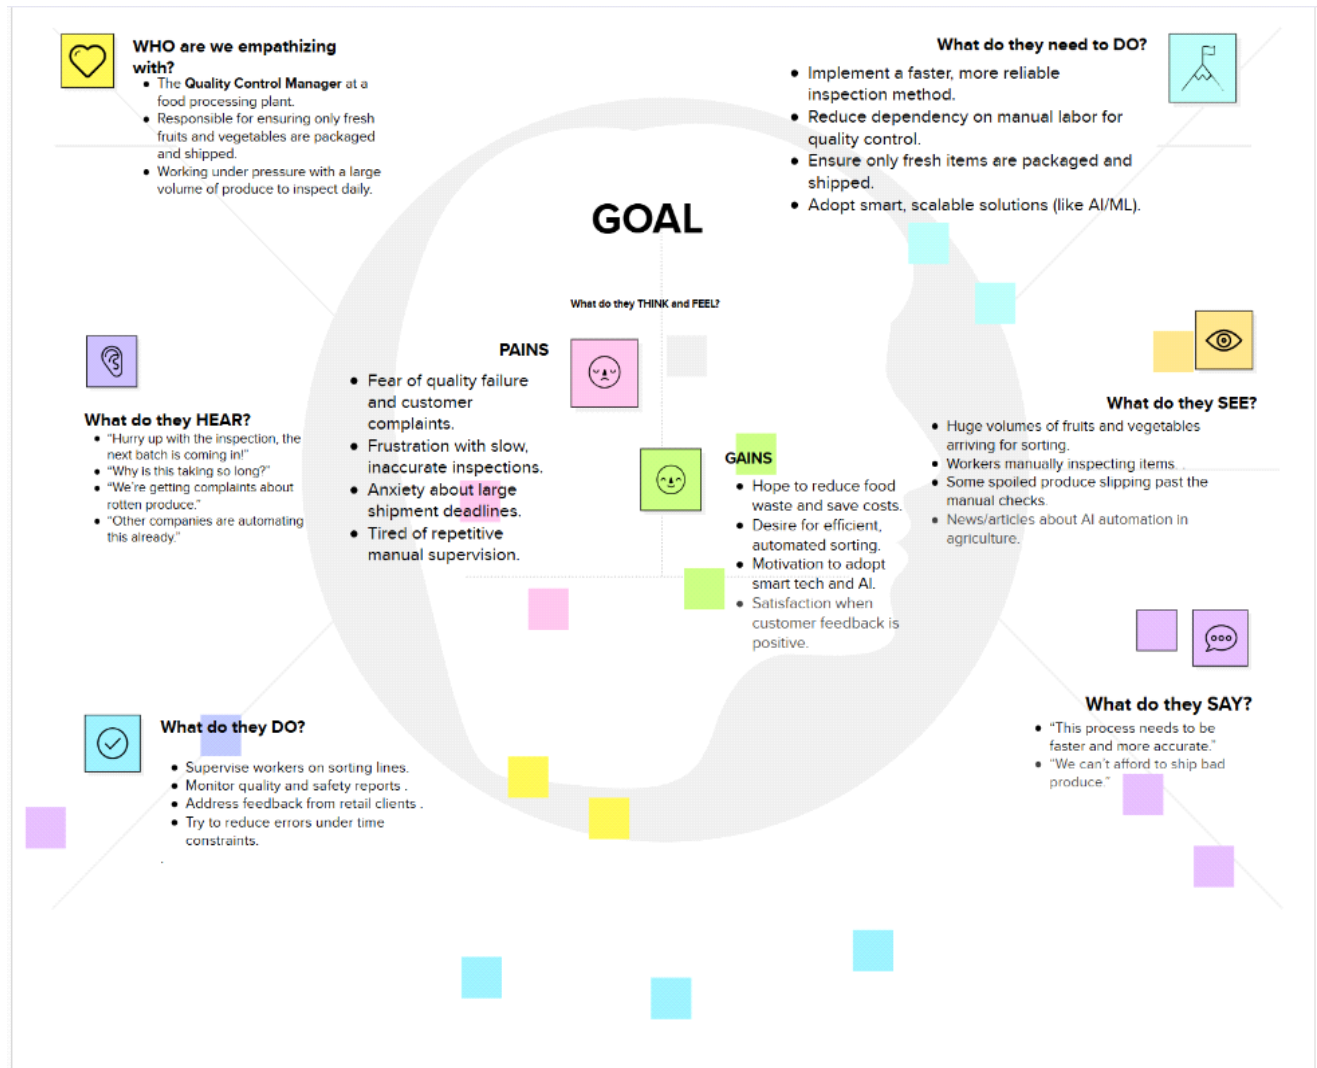 WHO are we empathizing
with?
• The Quality Control Manager at a
food processing plant.
• Responsible for ensuring only fresh
fruits and vegetables are packaged
and shipped.
• Working under pressure with a large
volume of produce to inspect daily.
What do they need to DO?
• Implement a faster, more reliable
inspection method.
• Reduce dependency on manual labor for
quality control.
• Ensure only fresh items are packaged and
shipped.
• Adopt smart, scalable solutions (like AI/ML).
GOAL
What do they THINK and FEEL?
PAINS
• Fear of quality failure
and customer
complaints.
• Frustration with slow,
inaccurate inspections.
• Anxiety about large
shipment deadlines.
• Tired of repetitive
manual supervision.
GAINS
• Hope to reduce food
waste and save costs.
• Desire for efficient,
automated sorting.
• Motivation to adopt
smart tech and AI.
• Satisfaction when
customer feedback is
positive.
What do they HEAR?
• “Hurry up with the inspection, the
next batch is coming in!”
• “Why is this taking so long?”
• “We’re getting complaints about
rotten produce.”
• “Other companies are automating
this already.”
What do they SEE?
• Huge volumes of fruits and vegetables
arriving for sorting.
• Workers manually inspecting items. .
• Some spoiled produce slipping past the
manual checks.
• News/articles about AI automation in
agriculture.
What do they DO?
• Supervise workers on sorting lines.
• Monitor quality and safety reports .
• Address feedback from retail clients .
• Try to reduce errors under time
constraints.
.
What do they SAY?
• “This process needs to be
faster and more accurate.”
• “We can’t afford to ship bad
produce.”